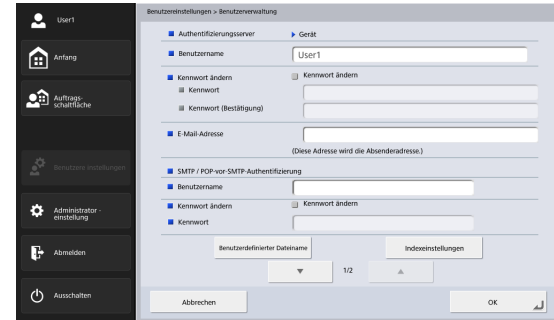 User1
Anfang
Auftrags-
schaltfläche
Benutzere instellungen
Administrator -
einstellung
Abmelden
Ausschalten
Benutzereinstellungen > Benutzerverwaltung
Authentifizierungsserver
Gerät
Benutzername
User1
Kennwort ändern
Kennwort ändern
Kennwort
Kennwort (Bestätigung)
E-Mail-Adresse
(Diese Adresse wird die Absenderadresse.)
SMTP / POP-vor-SMTP-Authentifizierung
Benutzername
Kennwort ändern
Kennwort ändern
Kennwort
Benutzerdefinierter Dateiname
Indexeinstellungen
1/2
Abbrechen
OK